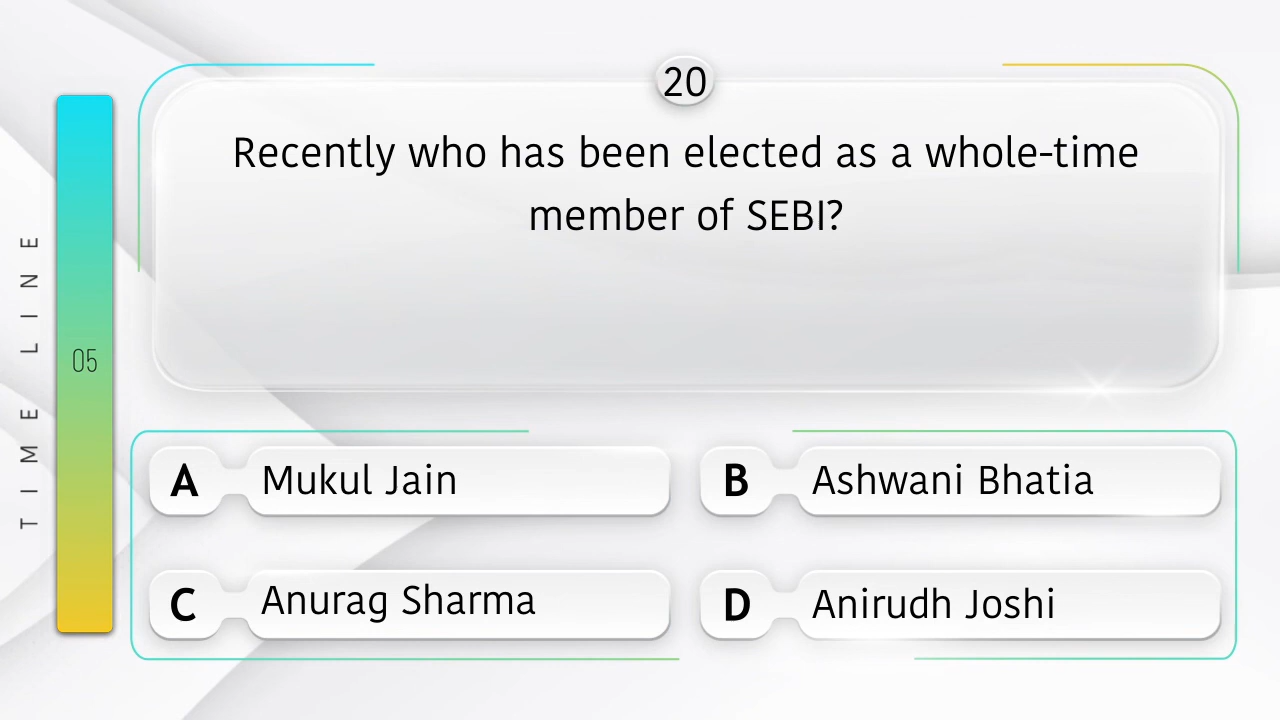 20
Recently who has been elected as a whole-time
member of SEBI?
TIME LINE
05
A Mukul Jain
B Ashwani Bhatia
C Anurag Sharma
D Anirudh Joshi